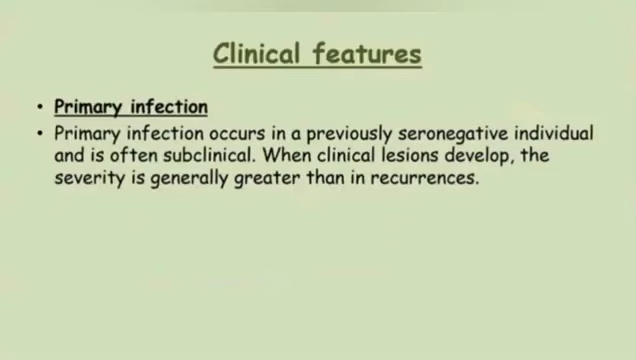 Clinical features
• Primary infection
• Primary infection occurs in a previously seronegative individual
and is often subclinical. When clinical lesions develop, the
severity is generally greater than in recurrences.